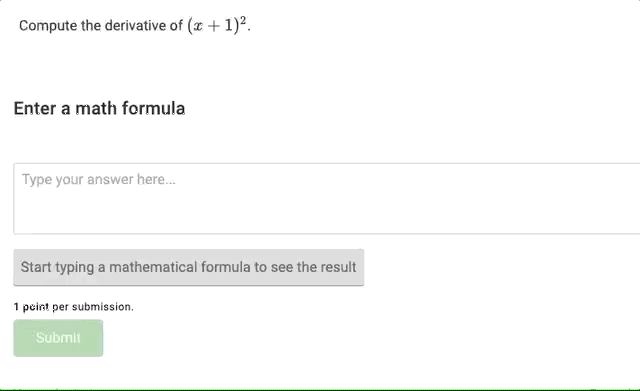 Compute the derivative of (x + 1)².
Enter a math formula
Type your answer here...
Start typing a mathematical formula to see the result
1 point per submission.
Submit